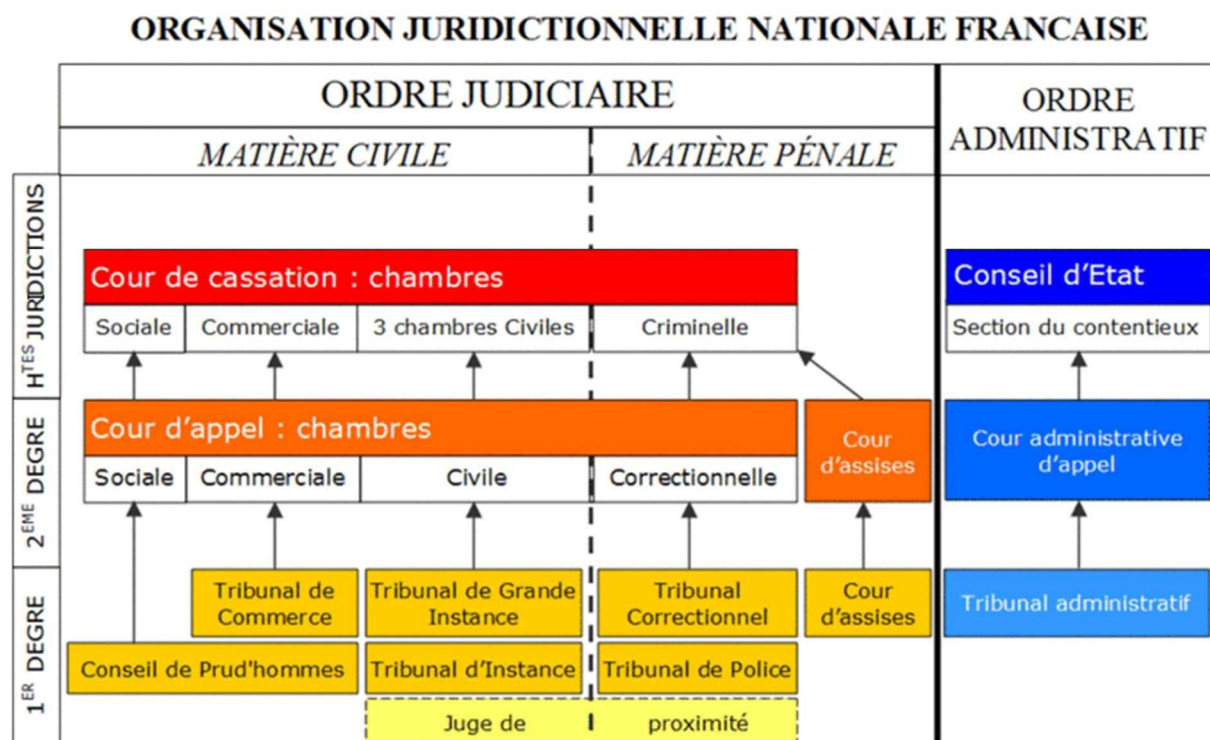 ORGANISATION JURIDICTIONNELLE NATIONALE FRANCAISE
ORDRE JUDICIAIRE
ORDRE
ADMINISTRATIF
MATIÈRE CIVILE
MATIÈRE PÉNALE
HTES JURIDICTIONS
Cour de cassation : chambres
Conseil d'Etat
Sociale
Commerciale
3 chambres Civiles
Criminelle
Section du contentieux
2EME DEGRE
Cour d'appel : chambres
Cour
d'assises
Cour administrative
d'appel
Sociale
Commerciale
Civile
Correctionnelle
1ER DEGRE
Tribunal de
Commerce
Tribunal de Grande
Instance
Tribunal
Correctionnel
Cour
d'assises
Tribunal administratif
Conseil de Prud'hommes
Tribunal d'Instance
Tribunal de Police
Juge de proximité